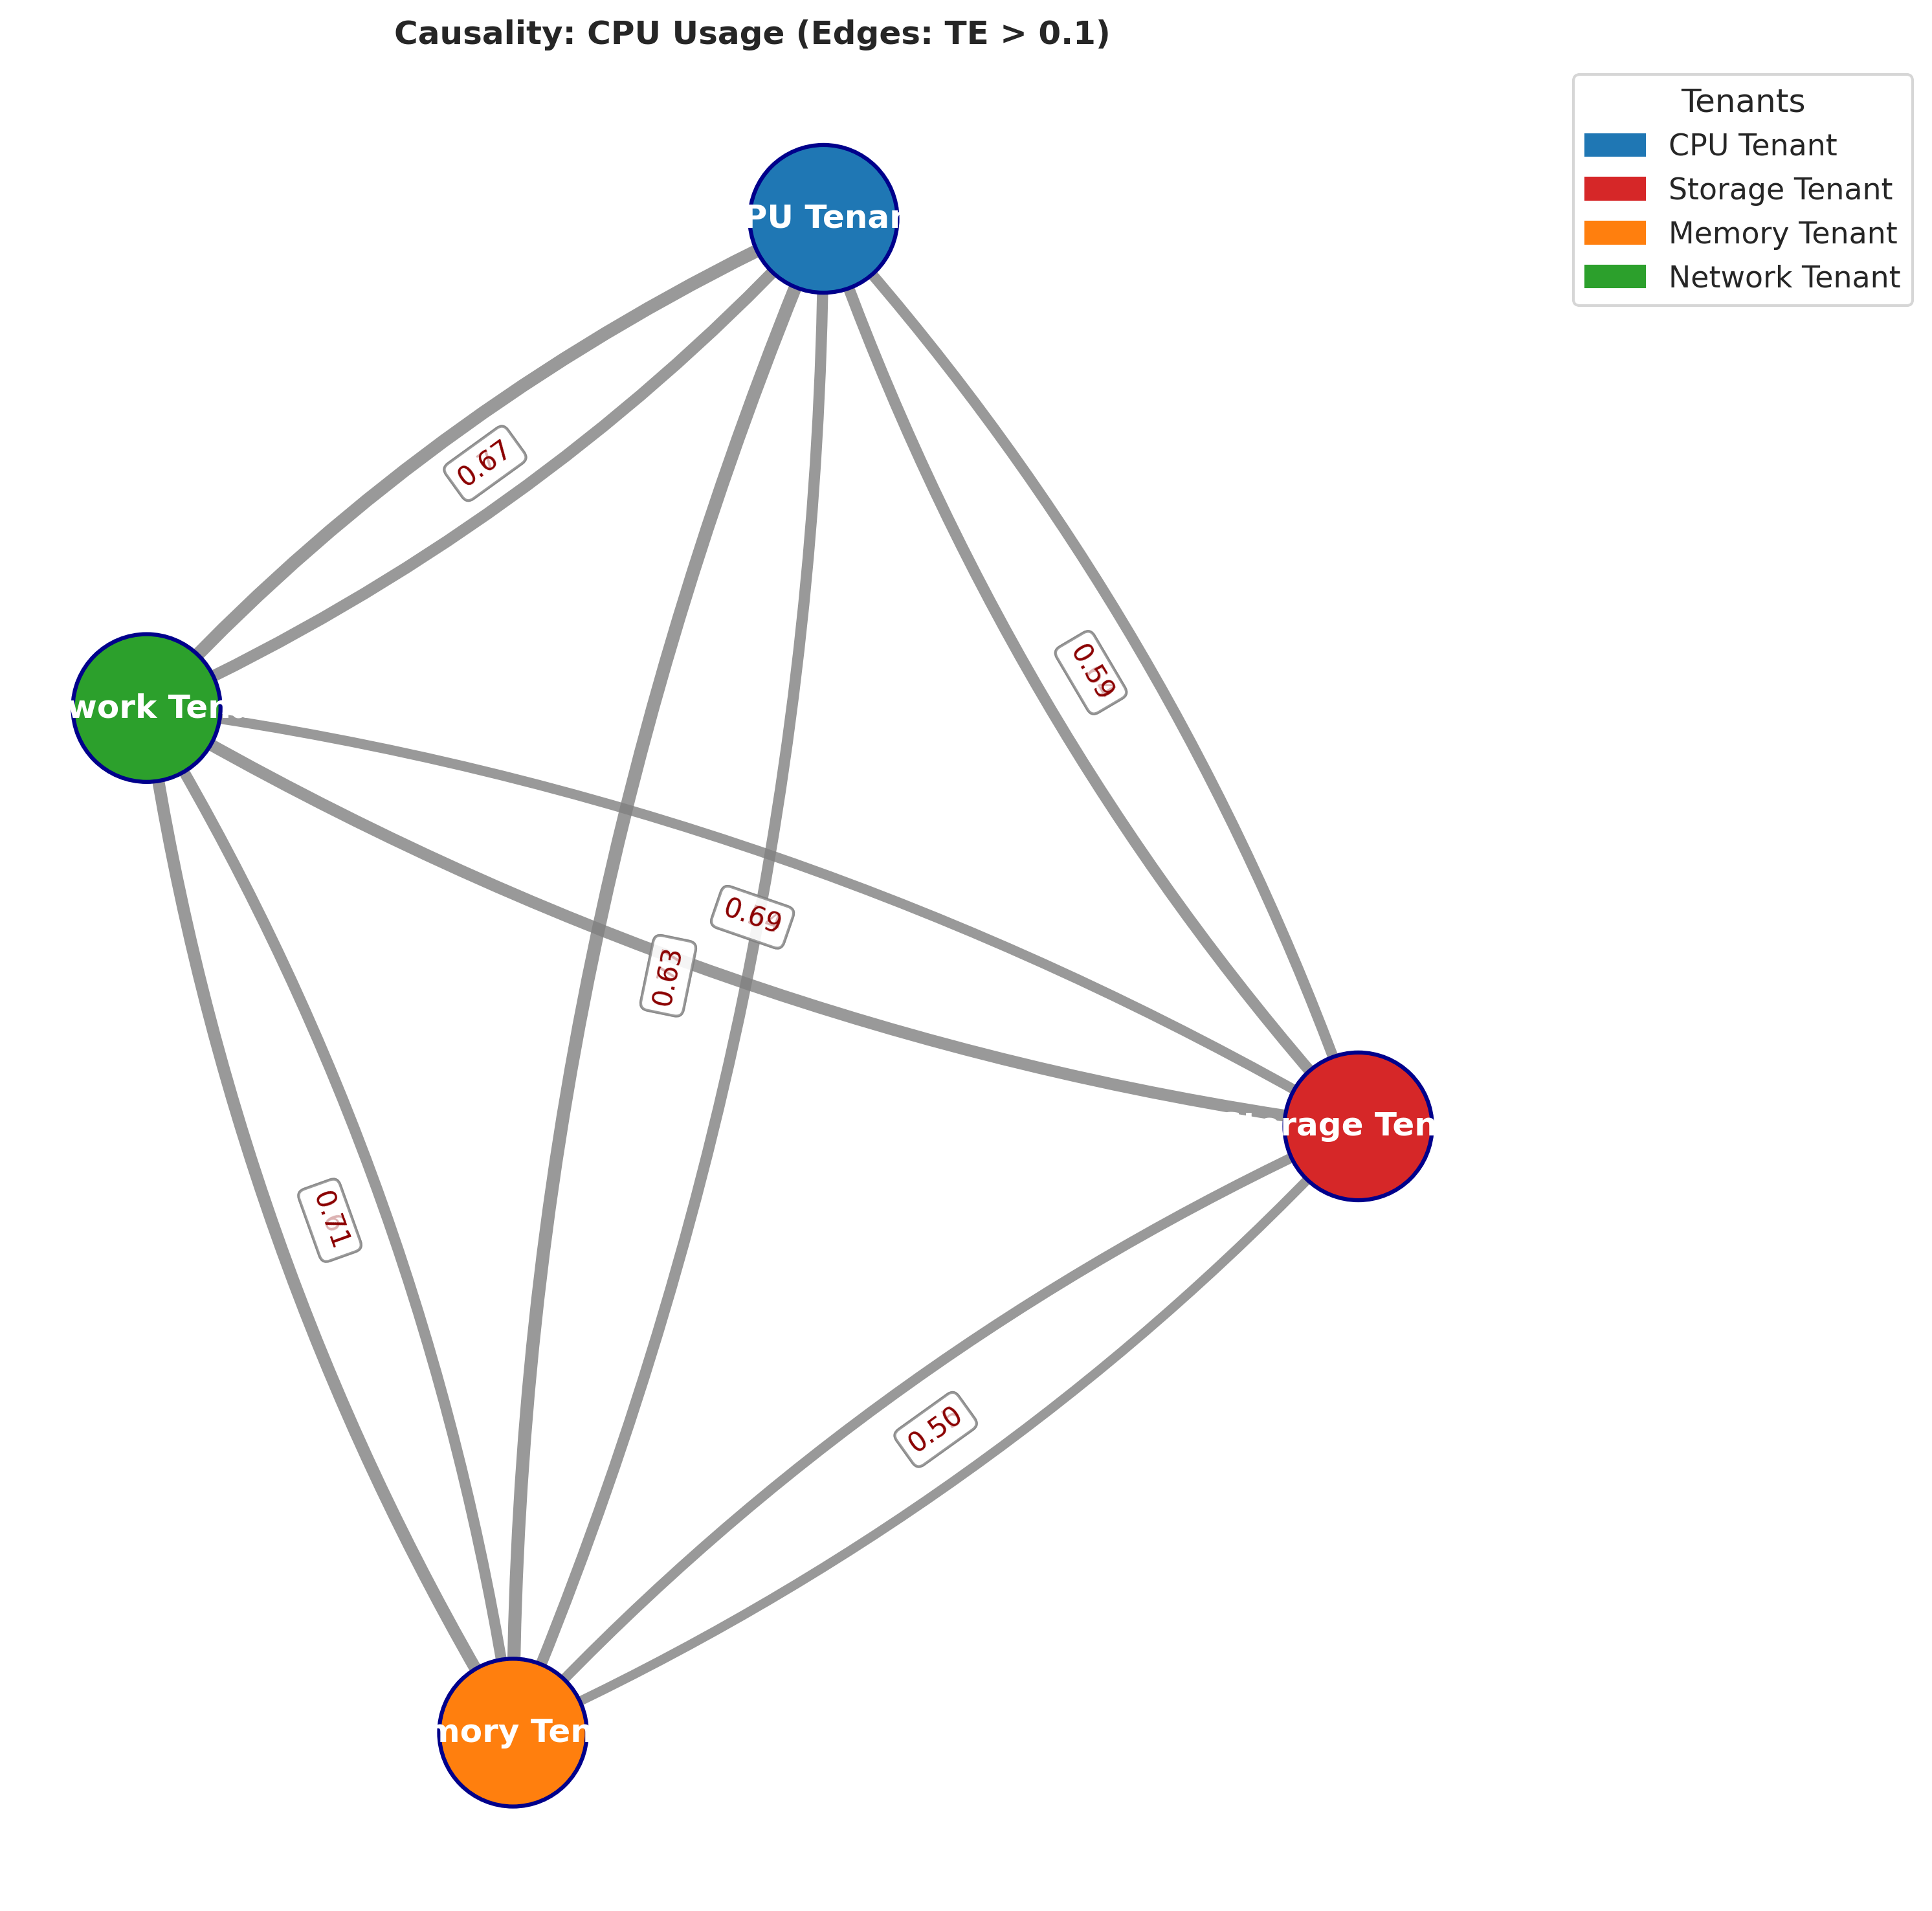 Causality: CPU Usage (Edges: TE > 0.1)
Tenants
CPU Tenant
Storage Tenant
Memory Tenant
Network Tenant
PU Tenan
0.67
0.59
work Ten
0.69
0.63
rage Ten
0.71
0.50
mory Ten